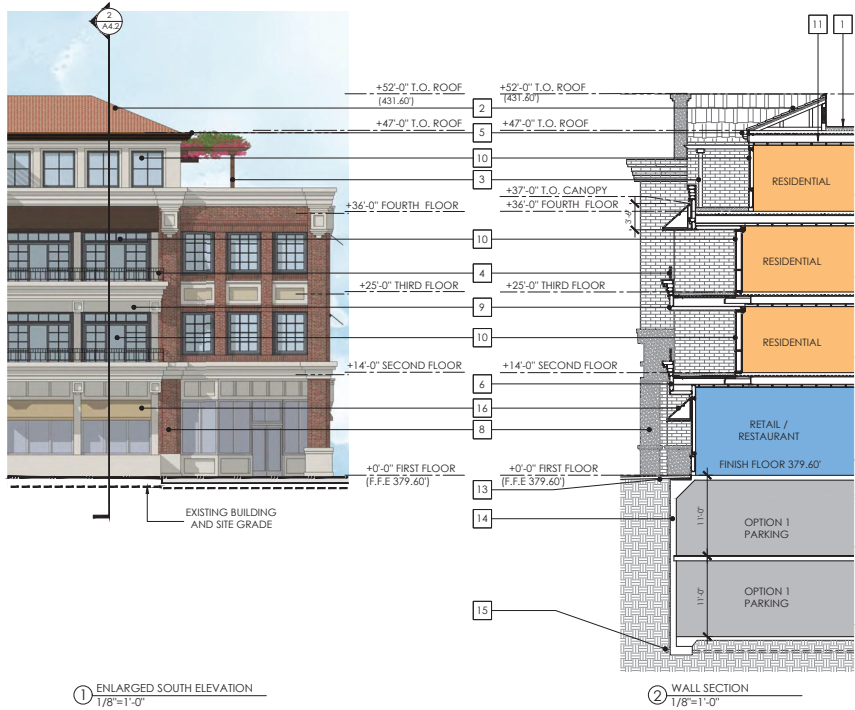 2
A4.2
11
1
+52'-0" T.O. ROOF
(431.60')
+52'-0" T.O. ROOF
(431.60')
2
+47'-0" T.O. ROOF
5
+47'-0" T.O. ROOF
10
3
RESIDENTIAL
+37'-0" T.O. CANOPY
+36'-0" FOURTH FLOOR
+36'-0" FOURTH FLOOR
10
RESIDENTIAL
4
+25'-0" THIRD FLOOR
+25'-0" THIRD FLOOR
9
10
RESIDENTIAL
+14'-0" SECOND FLOOR
+14'-0" SECOND FLOOR
6
16
8
RETAIL /
RESTAURANT
+0'-0" FIRST FLOOR
(F.F.E 379.60')
+0'-0" FIRST FLOOR
(F.F.E 379.60')
FINISH FLOOR 379.60'
13
EXISTING BUILDING
AND SITE GRADE
14
11'-0"
OPTION 1
PARKING
11'-0"
OPTION 1
PARKING
15
1 ENLARGED SOUTH ELEVATION
1/8"=1'-0"
2 WALL SECTION
1/8"=1'-0"